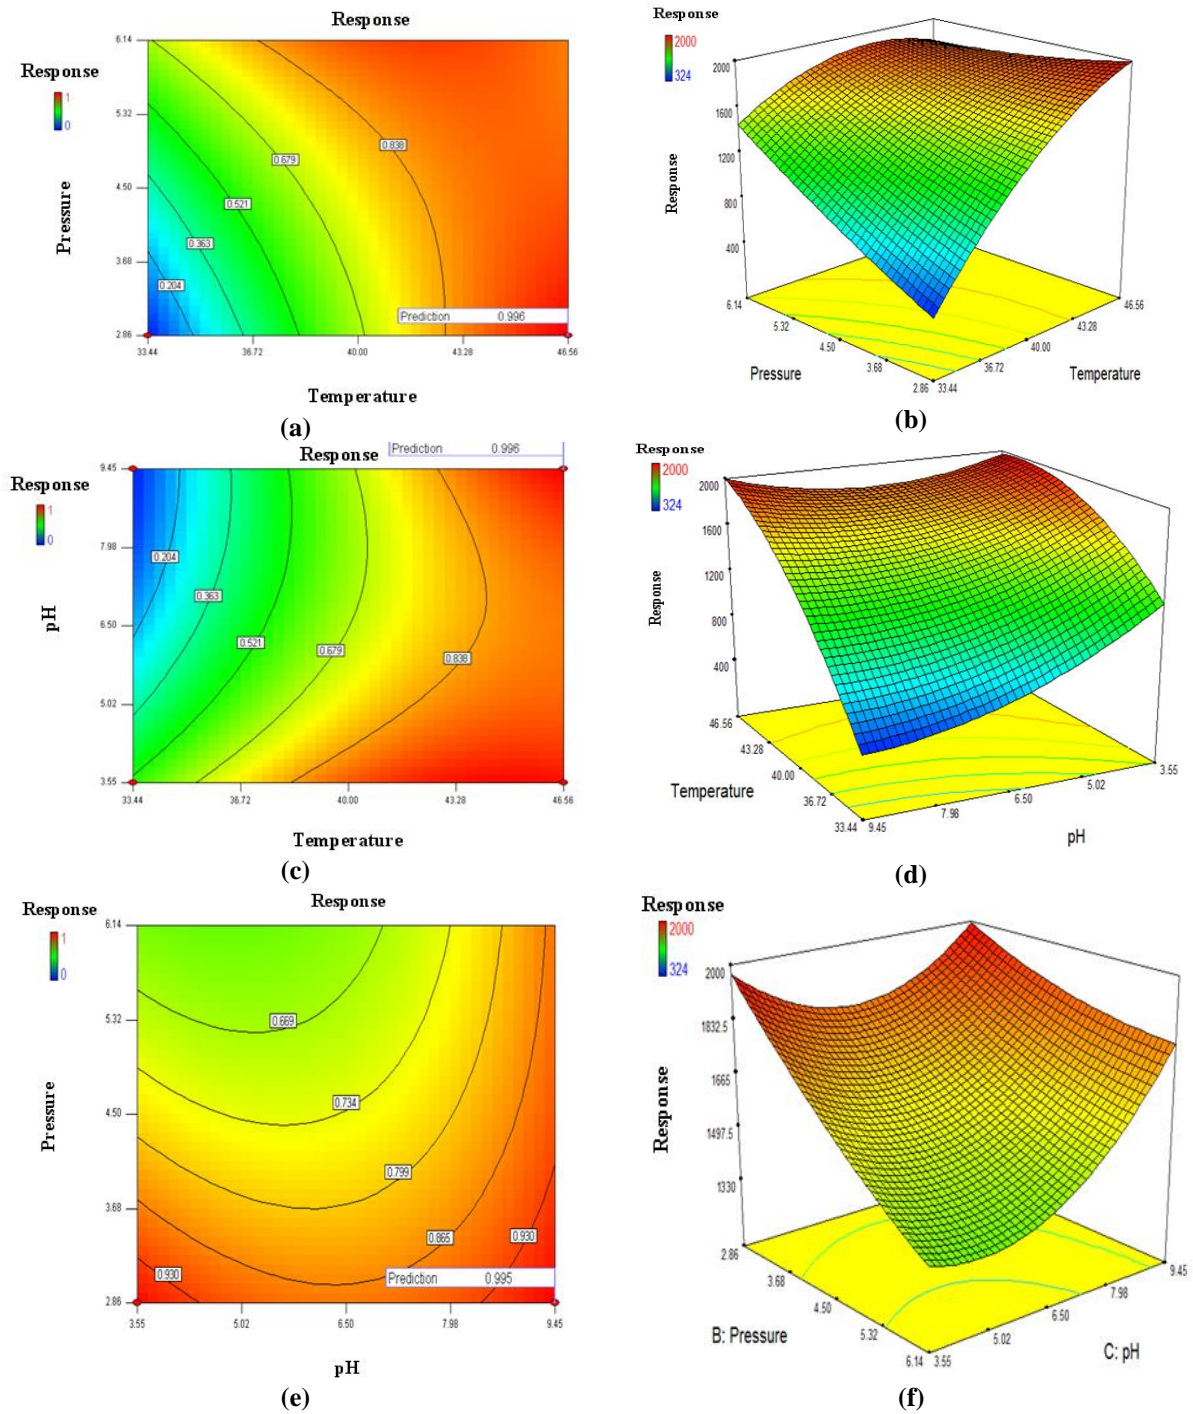 Response
Response
1
0
6.14
5.32
4.50
3.68
2.86
Pressure
0.838
0.679
0.521
0.363
0.204
Prediction 0.996
33.44 36.72 40.00 43.28 46.56
Temperature
(a)
Response
2000
324
2000
1600
1200
800
400
Response
6.14
5.32
4.50
3.68
2.86
33.44
36.72
40.00
43.28
46.56
Pressure
Temperature
(b)
Prediction 0.996
Response
Response
1
0
9.45
7.98
6.50
5.02
3.55
pH
0.204
0.363
0.521
0.679
0.838
33.44 36.72 40.00 43.28 46.56
Temperature
(c)
Response
2000
324
2000
1600
1200
800
400
Response
46.56
43.28
40.00
36.72
33.44
9.45
7.98
6.50
5.02
3.55
Temperature
pH
(d)
Response
Response
1
0
6.14
5.32
4.50
3.68
2.86
Pressure
0.669
0.734
0.799
0.865
0.930
0.930
Prediction 0.995
3.55 5.02 6.50 7.98 9.45
pH
(e)
Response
2000
324
2000
1832.5
1665
1497.5
1330
Response
2.86
3.68
4.50
5.32
6.14
3.55
5.02
6.50
7.98
9.45
B: Pressure
C: pH
(f)